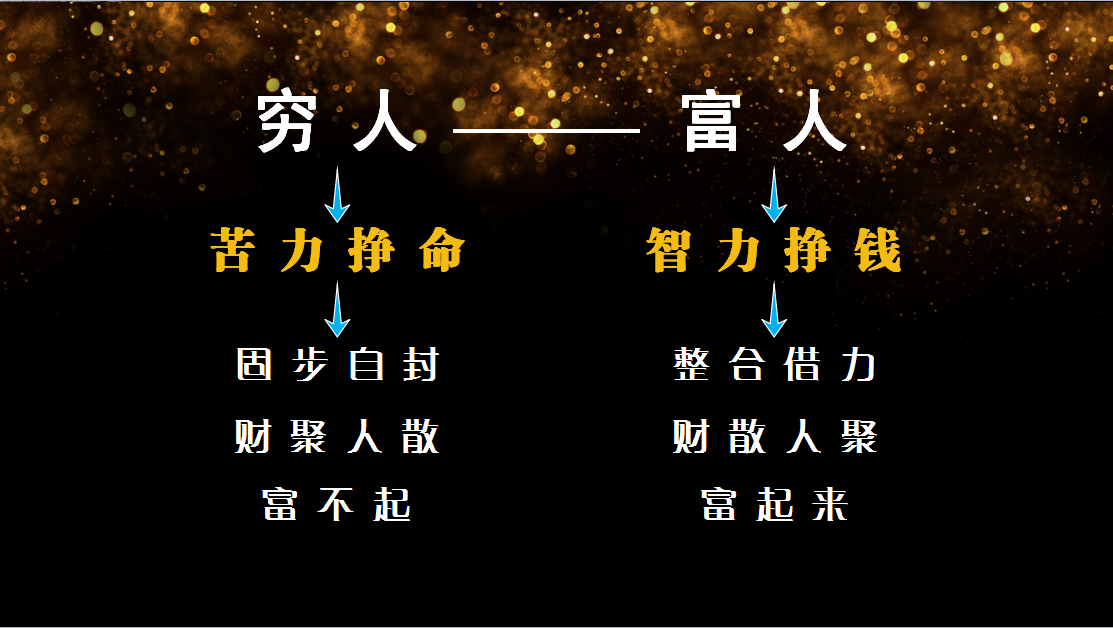 穷人——富人
苦力挣命
智力挣钱
固步自封
整合借力
财聚人散
财散人聚
富不起
富起来